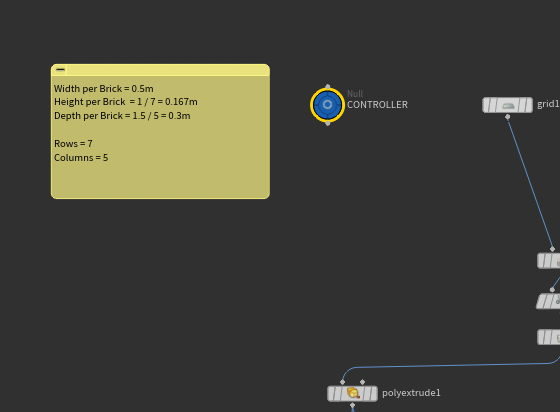 Width per Brick = 0.5m
Height per Brick  = 1 / 7 = 0.167m
Depth per Brick = 1.5 / 5 = 0.3m
Rows = 7
Columns = 5
Null
CONTROLLER
grid1
polyextrude1